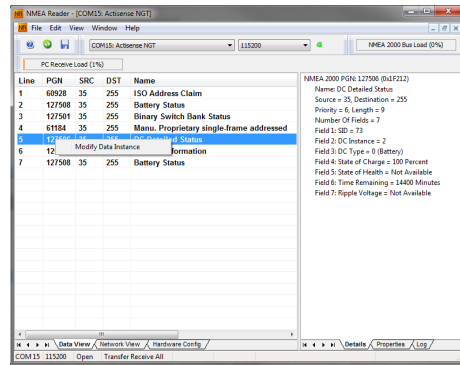 NMEA Reader - [COM15: Actisense NGT]
File Edit View Window Help
COM15: Actisense NGT 115200 NMEA 2000 Bus Load (0%)
PC Receive Load (1%)
Line PGN SRC DST Name
1 60928 35 255 ISO Address Claim
2 127508 35 255 Battery Status
3 127501 35 255 Binary Switch Bank Status
4 61184 35 255 Manu. Proprietary single-frame addressed
5 127506 35 255 DC Detailed Status
Modify Data Instance
6 12
7 127508 35 255 Battery Status
NMEA 2000 PGN: 127506 (0x1F212)
Name: DC Detailed Status
Source = 35, Destination = 255
Priority = 6, Length = 9
Number Of Fields = 7
Field 1: SID = 73
Field 2: DC Instance = 2
Field 3: DC Type = 0 (Battery)
Field 4: State of Charge = 100 Percent
Field 5: State of Health = Not Available
Field 6: Time Remaining = 14400 Minutes
Field 7: Ripple Voltage = Not Available
Data View Network View Hardware Config
Details Properties Log
COM 15 115200 Open Transfer Receive All